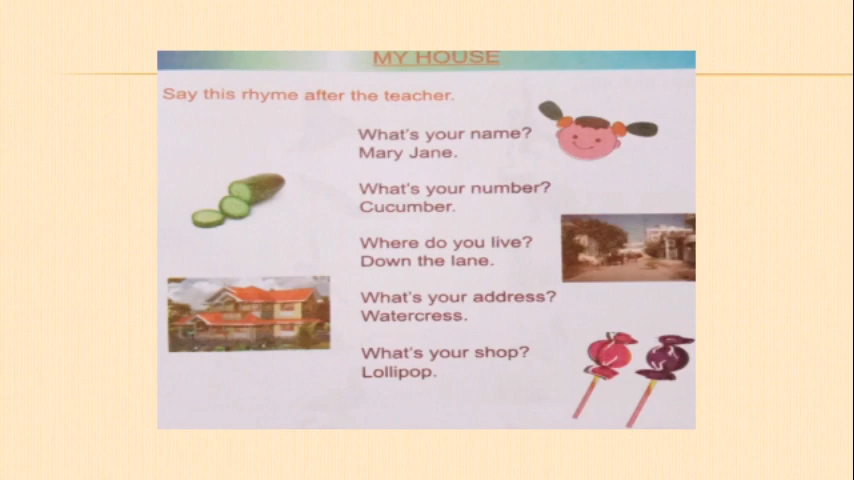 MY HOUSE
Say this rhyme after the teacher.
What's your name?
Mary Jane.
What's your number?
Cucumber.
Where do you live?
Down the lane.
What's your address?
Watercress.
What's your shop?
Lollipop.